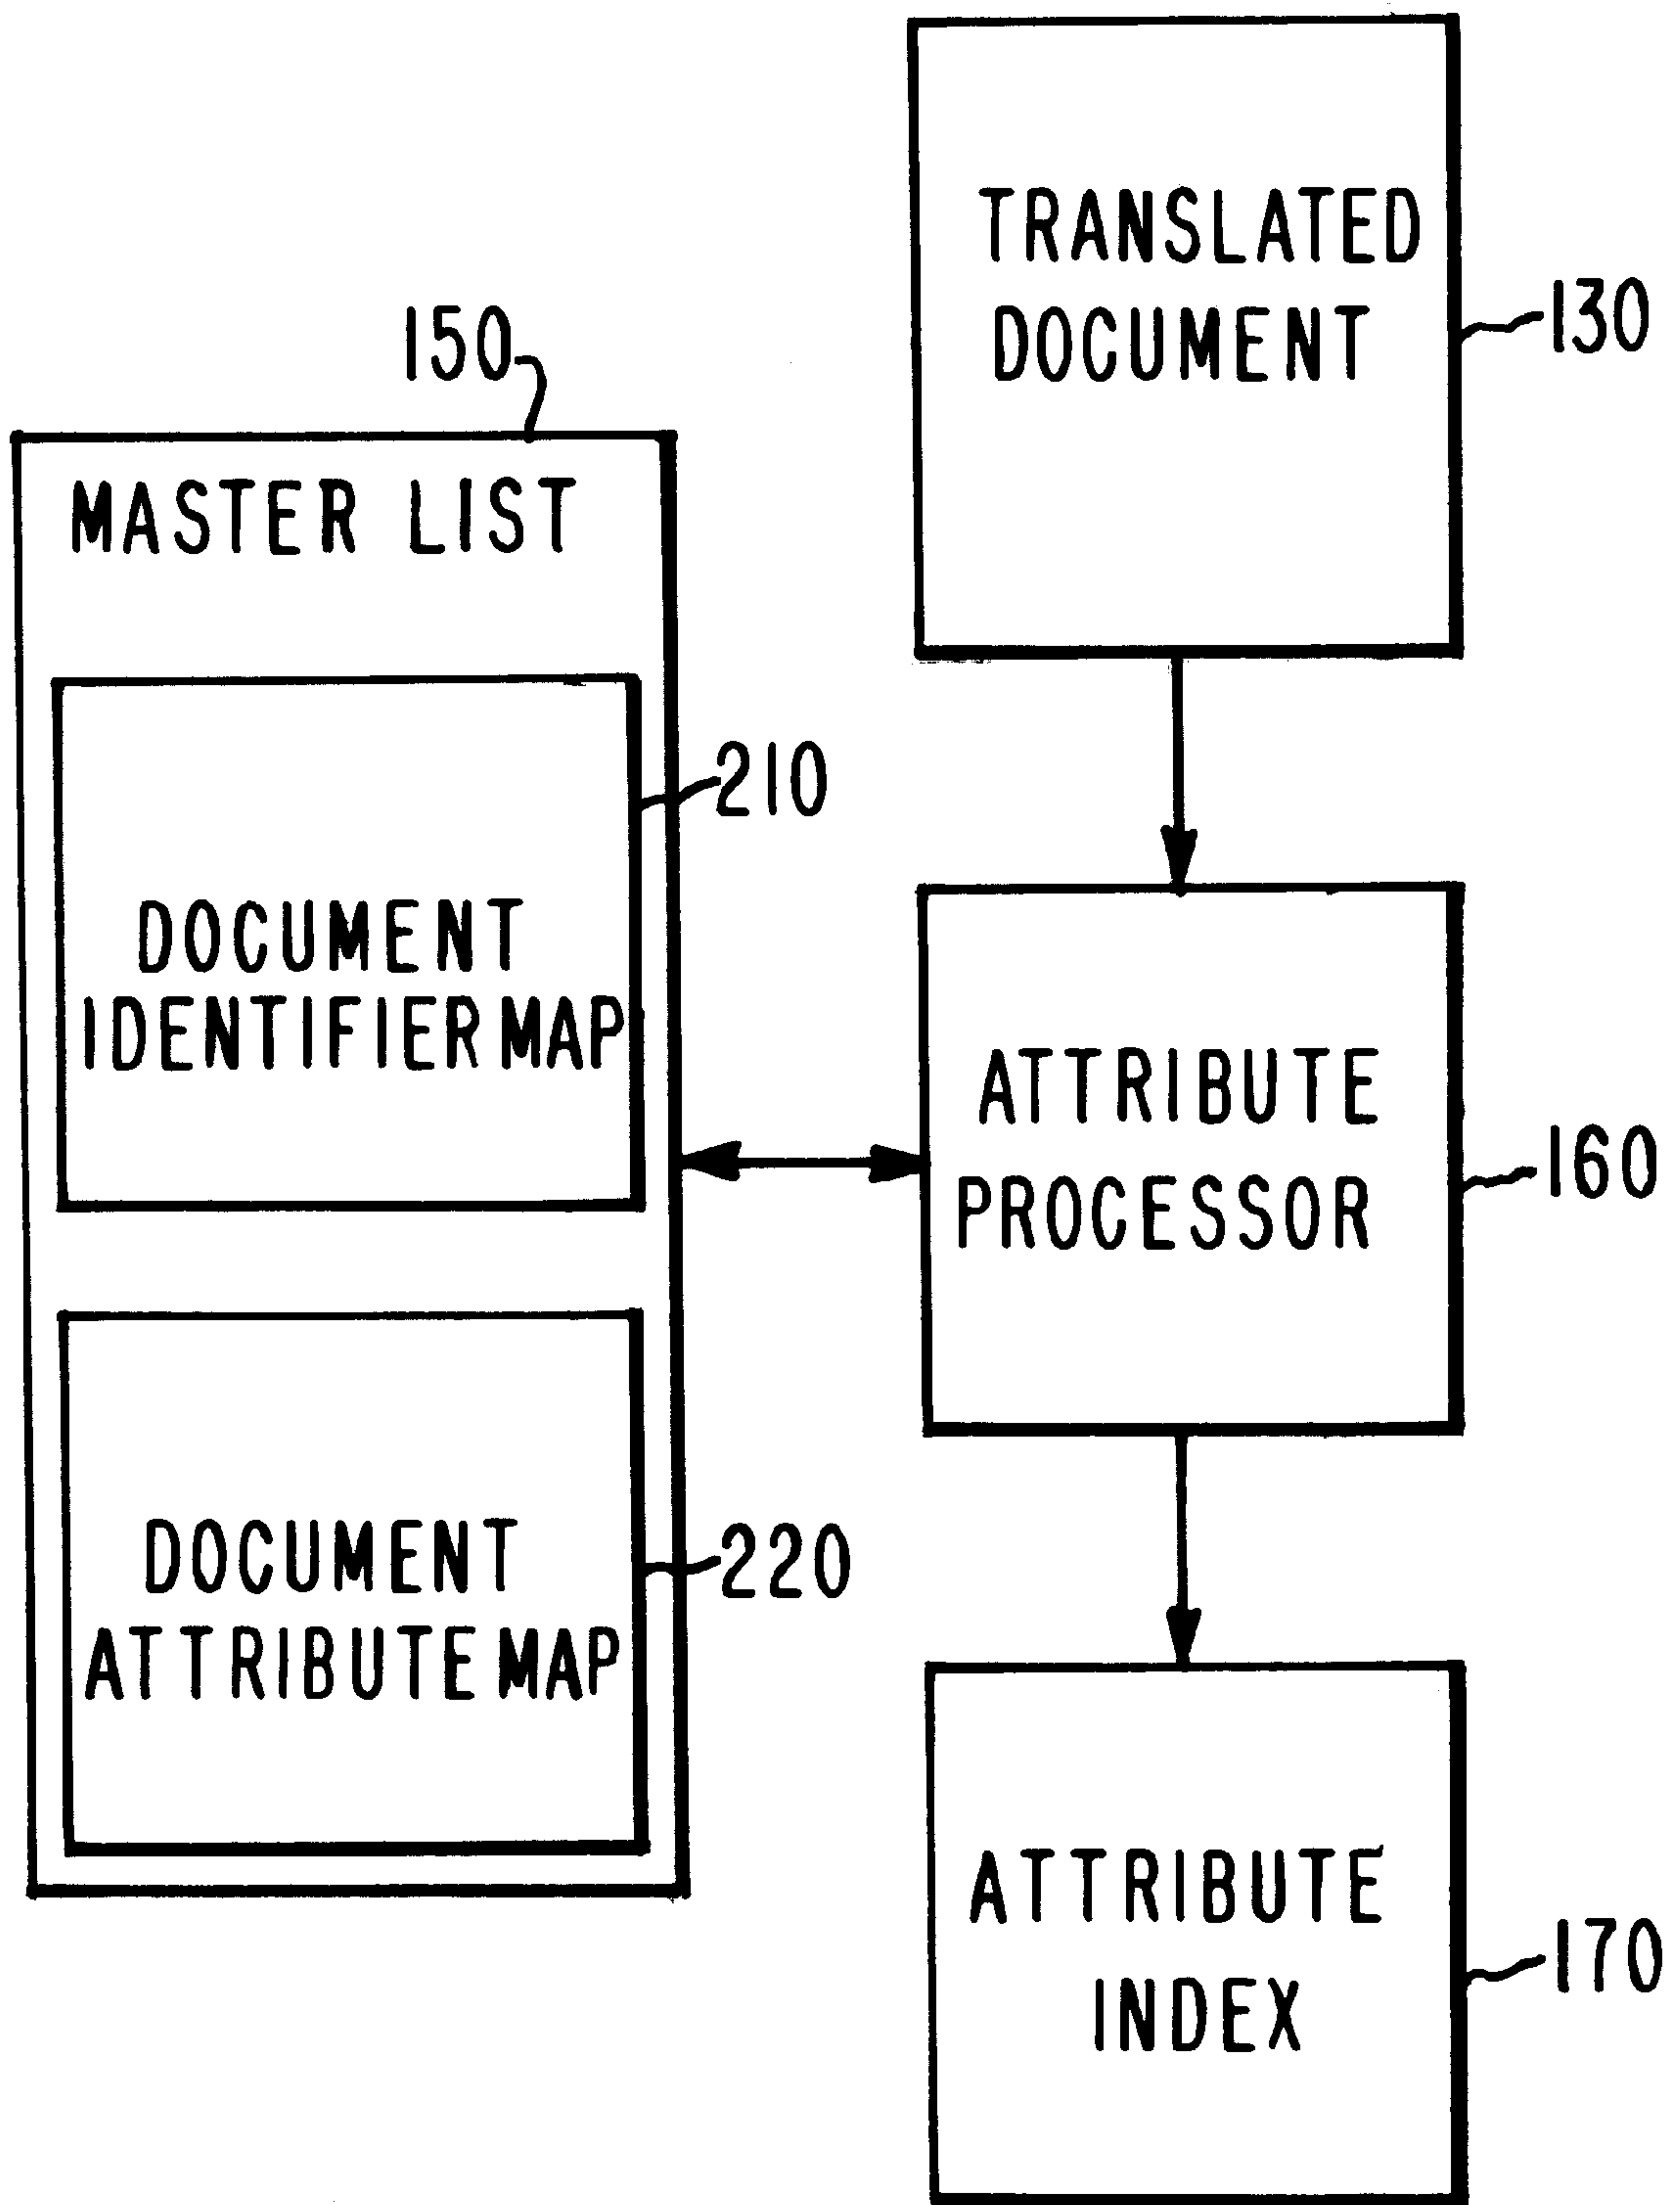 TRANSLATED
DOCUMENT
130
150
MASTER LIST
210
DOCUMENT
IDENTIFIER MAP
ATTRIBUTE
PROCESSOR
160
DOCUMENT
ATTRIBUTE MAP
220
ATTRIBUTE
INDEX
170